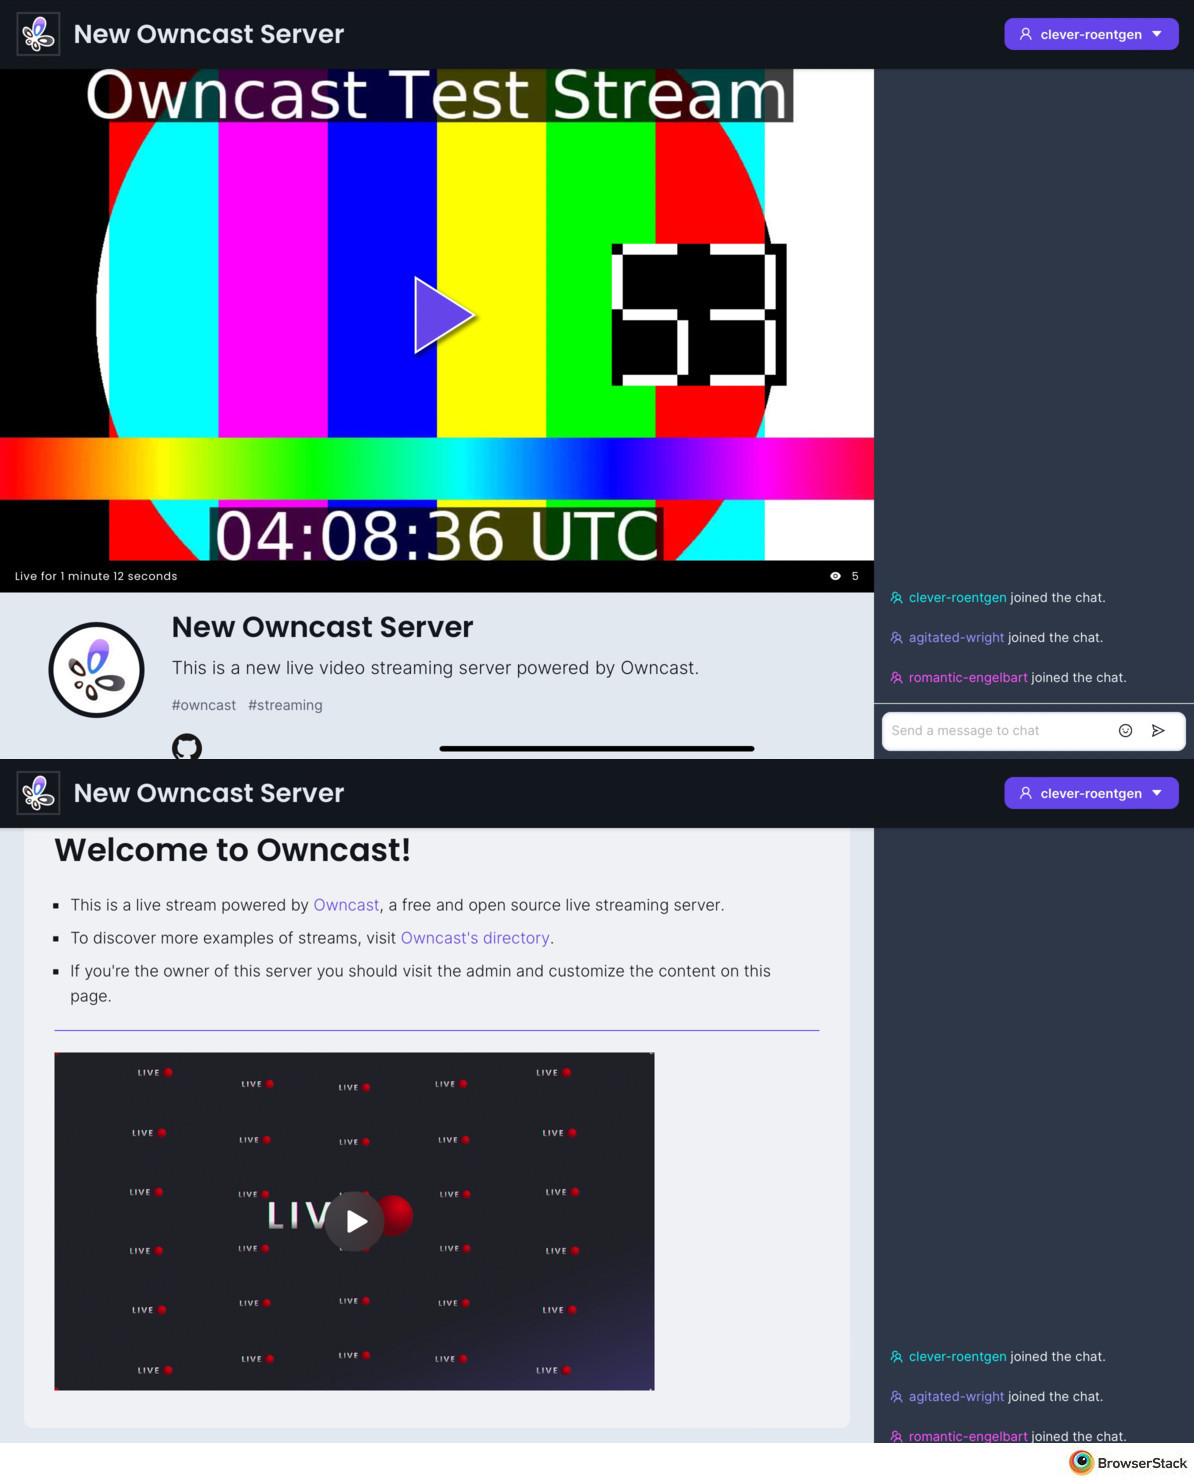 New Owncast Server
clever-roentgen
Owncast Test Stream
53
04:08:36 UTC
Live for 1 minute 12 seconds
5
clever-roentgen joined the chat.
agitated-wright joined the chat.
romantic-engelbart joined the chat.
New Owncast Server
This is a new live video streaming server powered by Owncast.
#owncast #streaming
Send a message to chat
New Owncast Server
clever-roentgen
Welcome to Owncast!
This is a live stream powered by Owncast, a free and open source live streaming server.
To discover more examples of streams, visit Owncast's directory.
If you're the owner of this server you should visit the admin and customize the content on this
page.
LIVE LIVE LIVE LIVE LIVE
LIVE LIVE LIVE LIVE LIVE
LIVE LIVE LIVE LIVE
LIV
LIVE LIVE LIVE LIVE
LIVE LIVE LIVE LIVE LIVE
LIVE LIVE LIVE LIVE LIVE
clever-roentgen joined the chat.
agitated-wright joined the chat.
romantic-engelbart joined the chat.
BrowserStack